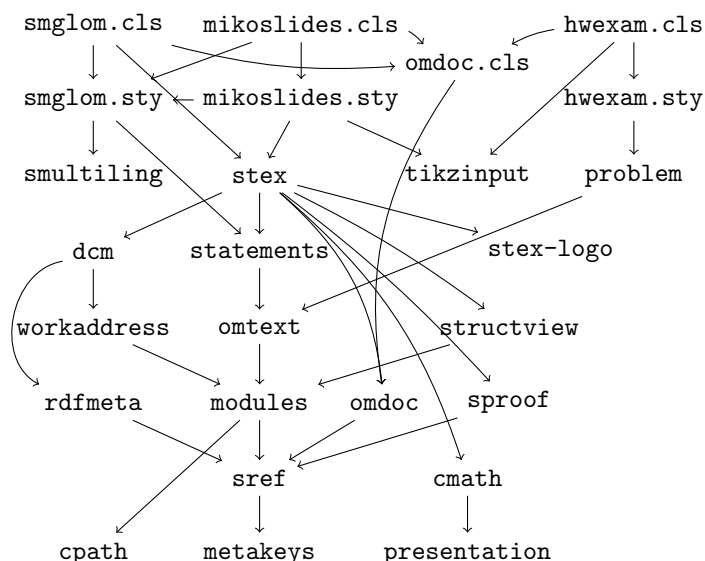 smglom.cls mikoslides.cls hwexam.cls
omdoc.cls
smglom.sty mikoslides.sty hwexam.sty
smultiling stex tikzinput problem
dcm statements stex-logo
workaddress omtext structview
rdfmeta modules omdoc sproof
sref cmath
cpath metakeys presentation